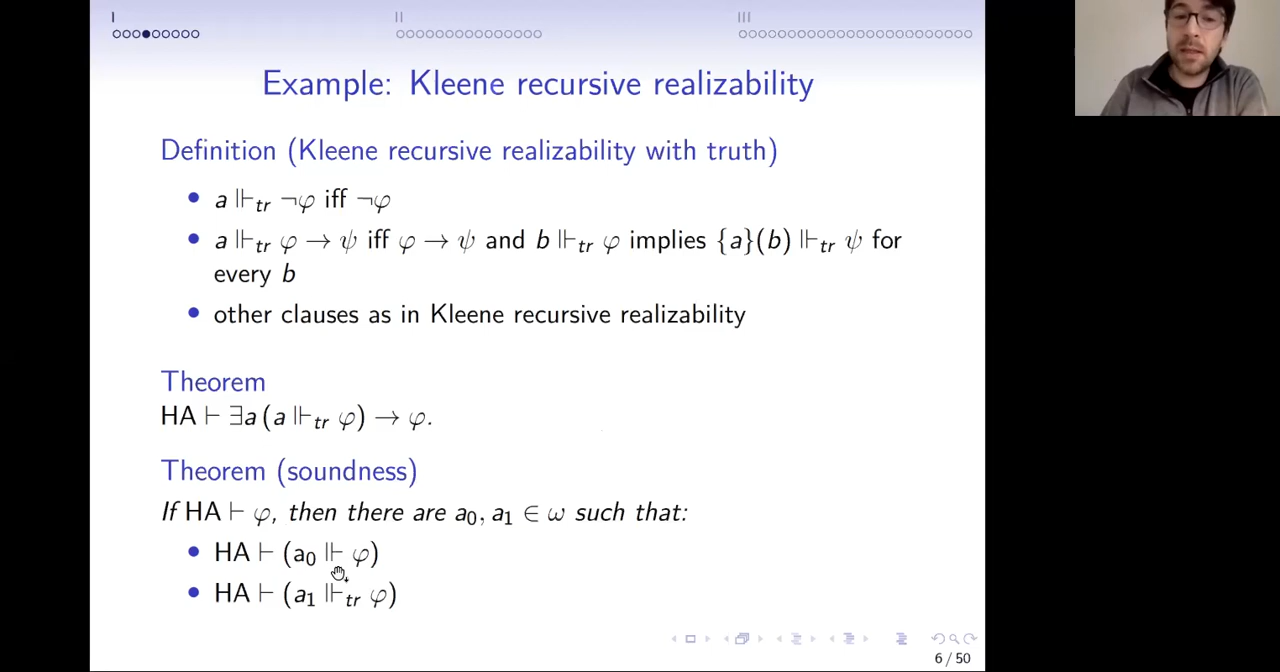 I II III
Example: Kleene recursive realizability
Definition (Kleene recursive realizability with truth)
• a ⊩tr ¬φ iff ¬φ
• a ⊩tr φ → ψ iff φ → ψ and b ⊩tr φ implies {a}(b) ⊩tr ψ for
every b
• other clauses as in Kleene recursive realizability
Theorem
HA ⊢ ∃a (a ⊩tr φ) → φ.
Theorem (soundness)
If HA ⊢ φ, then there are a₀, a₁ ∈ ω such that:
• HA ⊢ (a₀ ⊩ φ)
• HA ⊢ (a₁ ⊩tr φ)
6 / 50